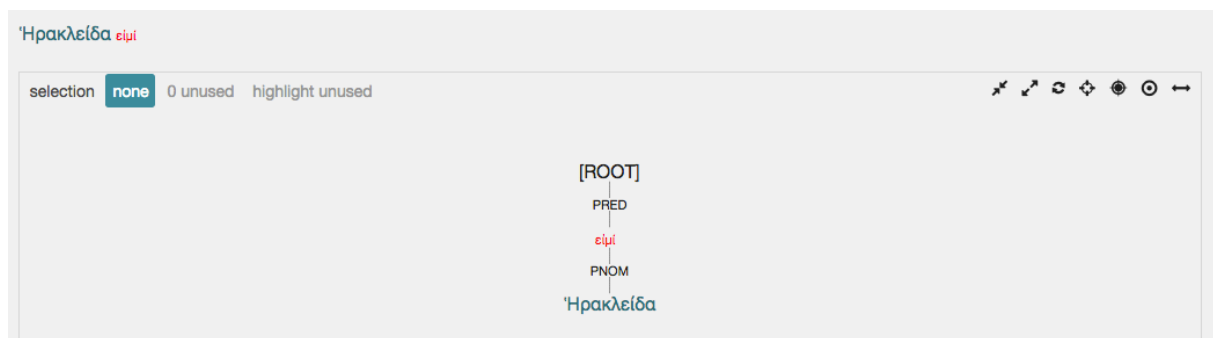 Ἡρακλείδα εἰμί
selection none 0 unused highlight unused
[ROOT]
PRED
εἰμί
PNOM
Ἡρακλείδα